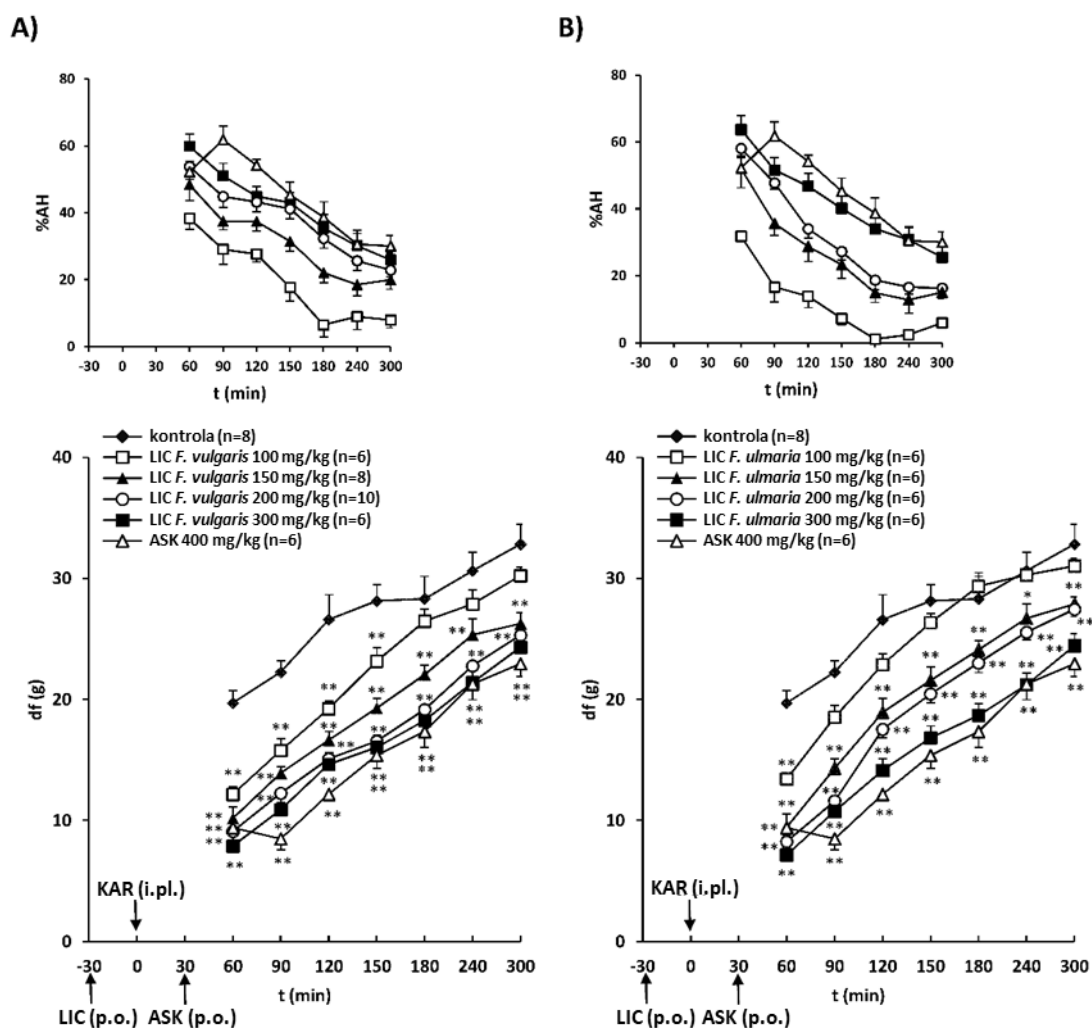 A)
B)
80
60
40
20
0
%AH
-30 0 30 60 90 120 150 180 240 300
t (min)
80
60
40
20
0
%AH
-30 0 30 60 90 120 150 180 240 300
t (min)
kontrola (n=8)
LIC F. vulgaris 100 mg/kg (n=6)
LIC F. vulgaris 150 mg/kg (n=8)
LIC F. vulgaris 200 mg/kg (n=10)
LIC F. vulgaris 300 mg/kg (n=6)
ASK 400 mg/kg (n=6)
40
30
20
10
0
df (g)
KAR (i.pl.)
-30 0 30 60 90 120 150 180 240 300
t (min)
LIC (p.o.) ASK (p.o.)
kontrola (n=8)
LIC F. ulmaria 100 mg/kg (n=6)
LIC F. ulmaria 150 mg/kg (n=6)
LIC F. ulmaria 200 mg/kg (n=6)
LIC F. ulmaria 300 mg/kg (n=6)
ASK 400 mg/kg (n=6)
40
30
20
10
0
df (g)
KAR (i.pl.)
-30 0 30 60 90 120 150 180 240 300
t (min)
LIC (p.o.) ASK (p.o.)